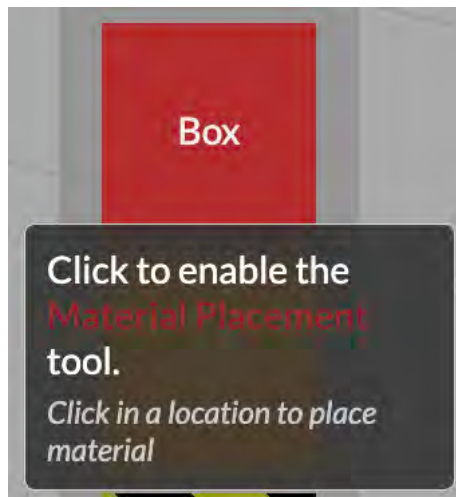 Box
Click to enable the
Material Placement
tool.
Click in a location to place
material